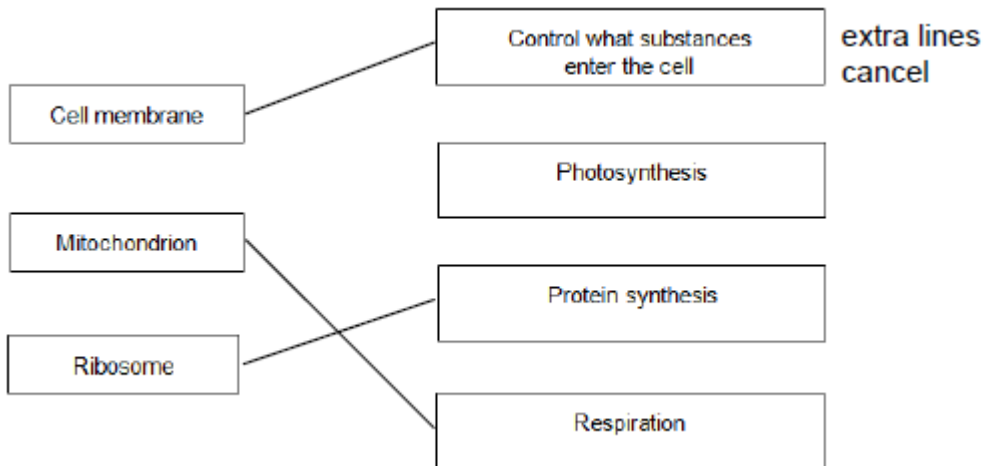 Control what substances
enter the cell
extra lines
cancel
Cell membrane
Photosynthesis
Mitochondrion
Protein synthesis
Ribosome
Respiration